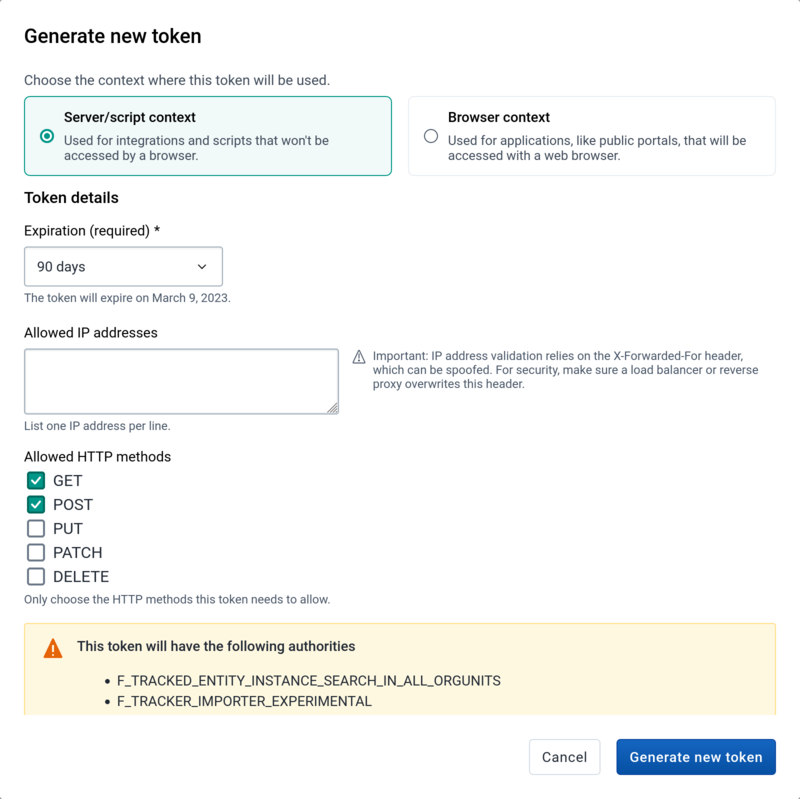 Generate new token
Choose the context where this token will be used.
Server/script context
Used for integrations and scripts that won't be
accessed by a browser.
Browser context
Used for applications, like public portals, that will be
accessed with a web browser.
Token details
Expiration (required) *
90 days
The token will expire on March 9, 2023.
Allowed IP addresses
Important: IP address validation relies on the X-Forwarded-For header,
which can be spoofed. For security, make sure a load balancer or reverse
proxy overwrites this header.
List one IP address per line.
Allowed HTTP methods
GET
POST
PUT
PATCH
DELETE
Only choose the HTTP methods this token needs to allow.
This token will have the following authorities
• F_TRACKED_ENTITY_INSTANCE_SEARCH_IN_ALL_ORGUNITS
• F_TRACKER_IMPORTER_EXPERIMENTAL
Cancel
Generate new token